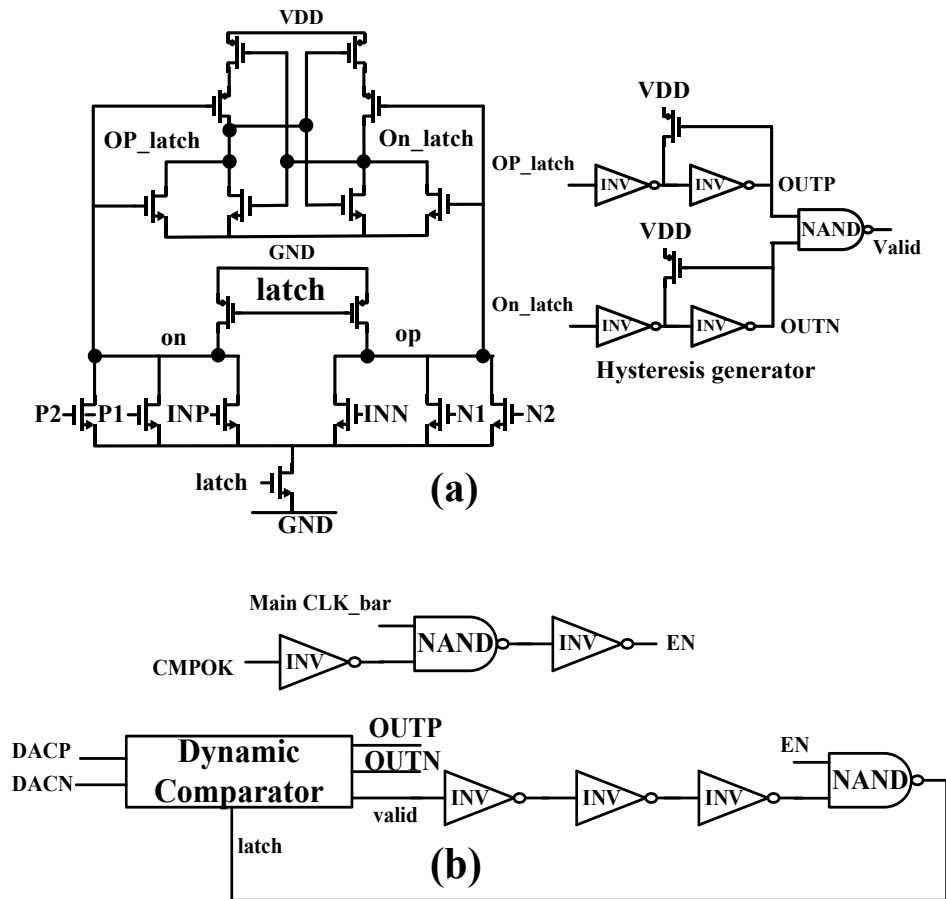 VDD
OP_latch
On_latch
GND
latch
on
op
P2
P1
INP
INN
N1
N2
latch
GND
(a)
VDD
OP_latch
INV
INV
OUTP
VDD
NAND
Valid
On_latch
INV
INV
OUTN
Hysteresis generator
Main CLK_bar
CMPOK
INV
NAND
INV
EN
DACP
DACN
Dynamic
Comparator
OUTP
OUTN
valid
INV
INV
INV
EN
NAND
latch
(b)